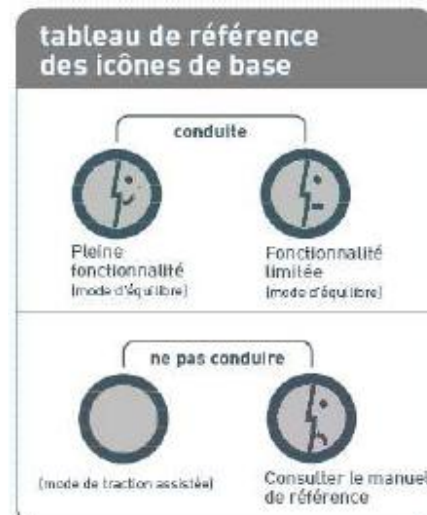 tableau de référence
des icônes de base
conduite
Pleine
fonctionnalité
(mode d'équilibre)
Fonctionnalité
limitée
(mode d'équilibre)
ne pas conduire
(mode de traction assistée)
Consulter le manuel
de référence